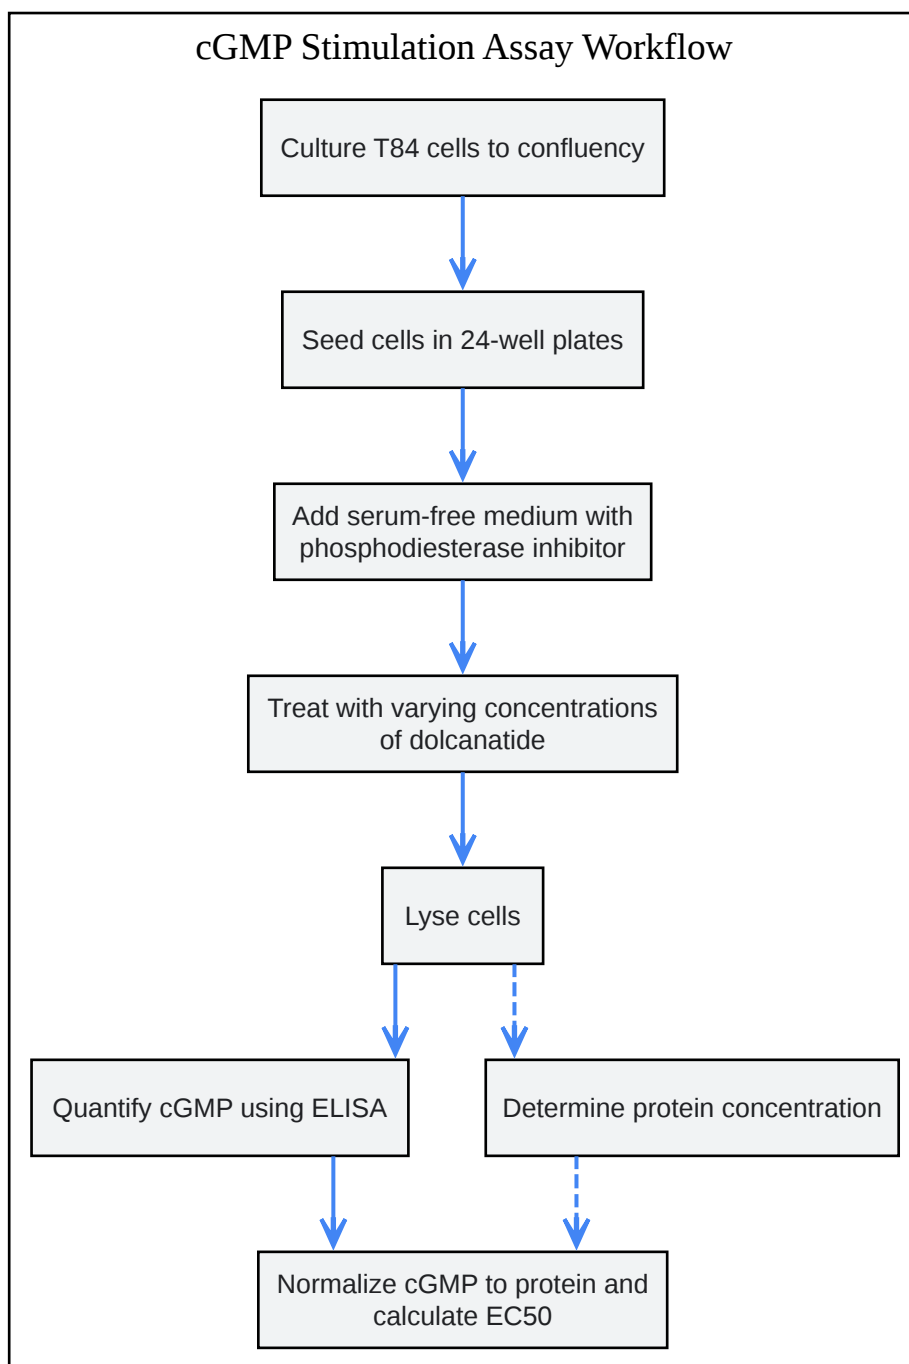 cGMP Stimulation Assay Workflow
Culture T84 cells to confluency
Seed cells in 24-well plates
Add serum-free medium with
phosphodiesterase inhibitor
Treat with varying concentrations
of dolcanatide
Lyse cells
Quantify cGMP using ELISA
Determine protein concentration
Normalize cGMP to protein and
calculate EC50